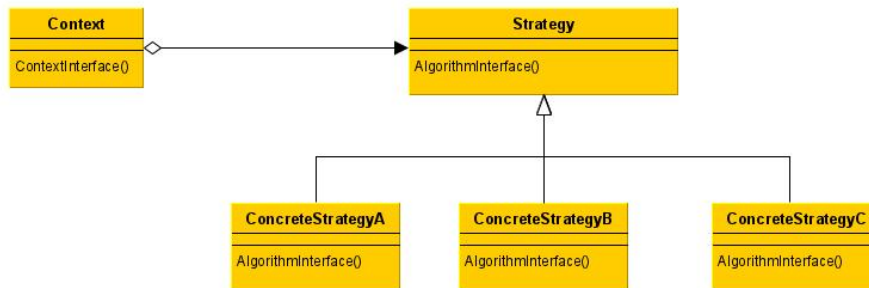 Context
Strategy
ContextInterface()
AlgorithmInterface()
ConcreteStrategyA
ConcreteStrategyB
ConcreteStrategyC
AlgorithmInterface()
AlgorithmInterface()
AlgorithmInterface()